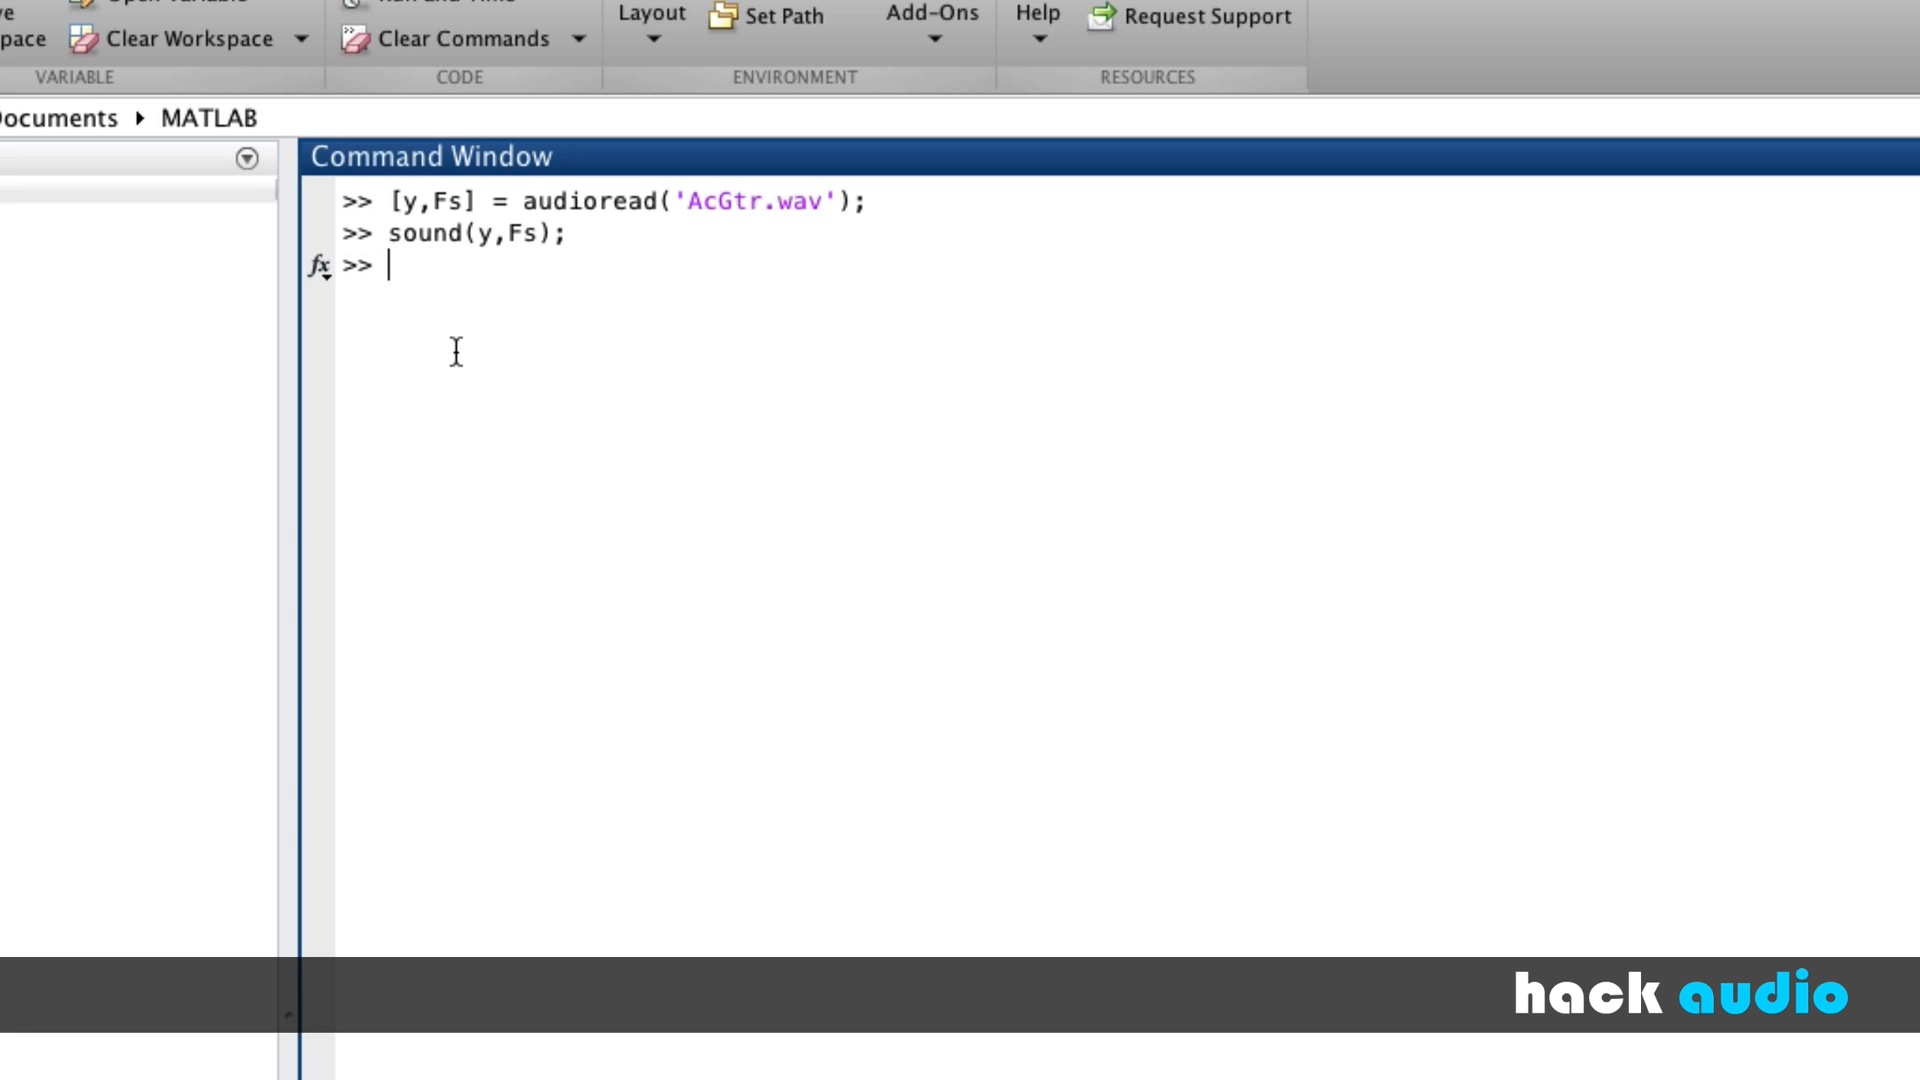 Layout
Set Path
Add-Ons
Help
Request Support
Clear Workspace
Clear Commands
VARIABLE
CODE
ENVIRONMENT
RESOURCES
MATLAB
Command Window
>> [y,Fs] = audioread('AcGtr.wav');
>> sound(y,Fs);
fx >>
hack audio